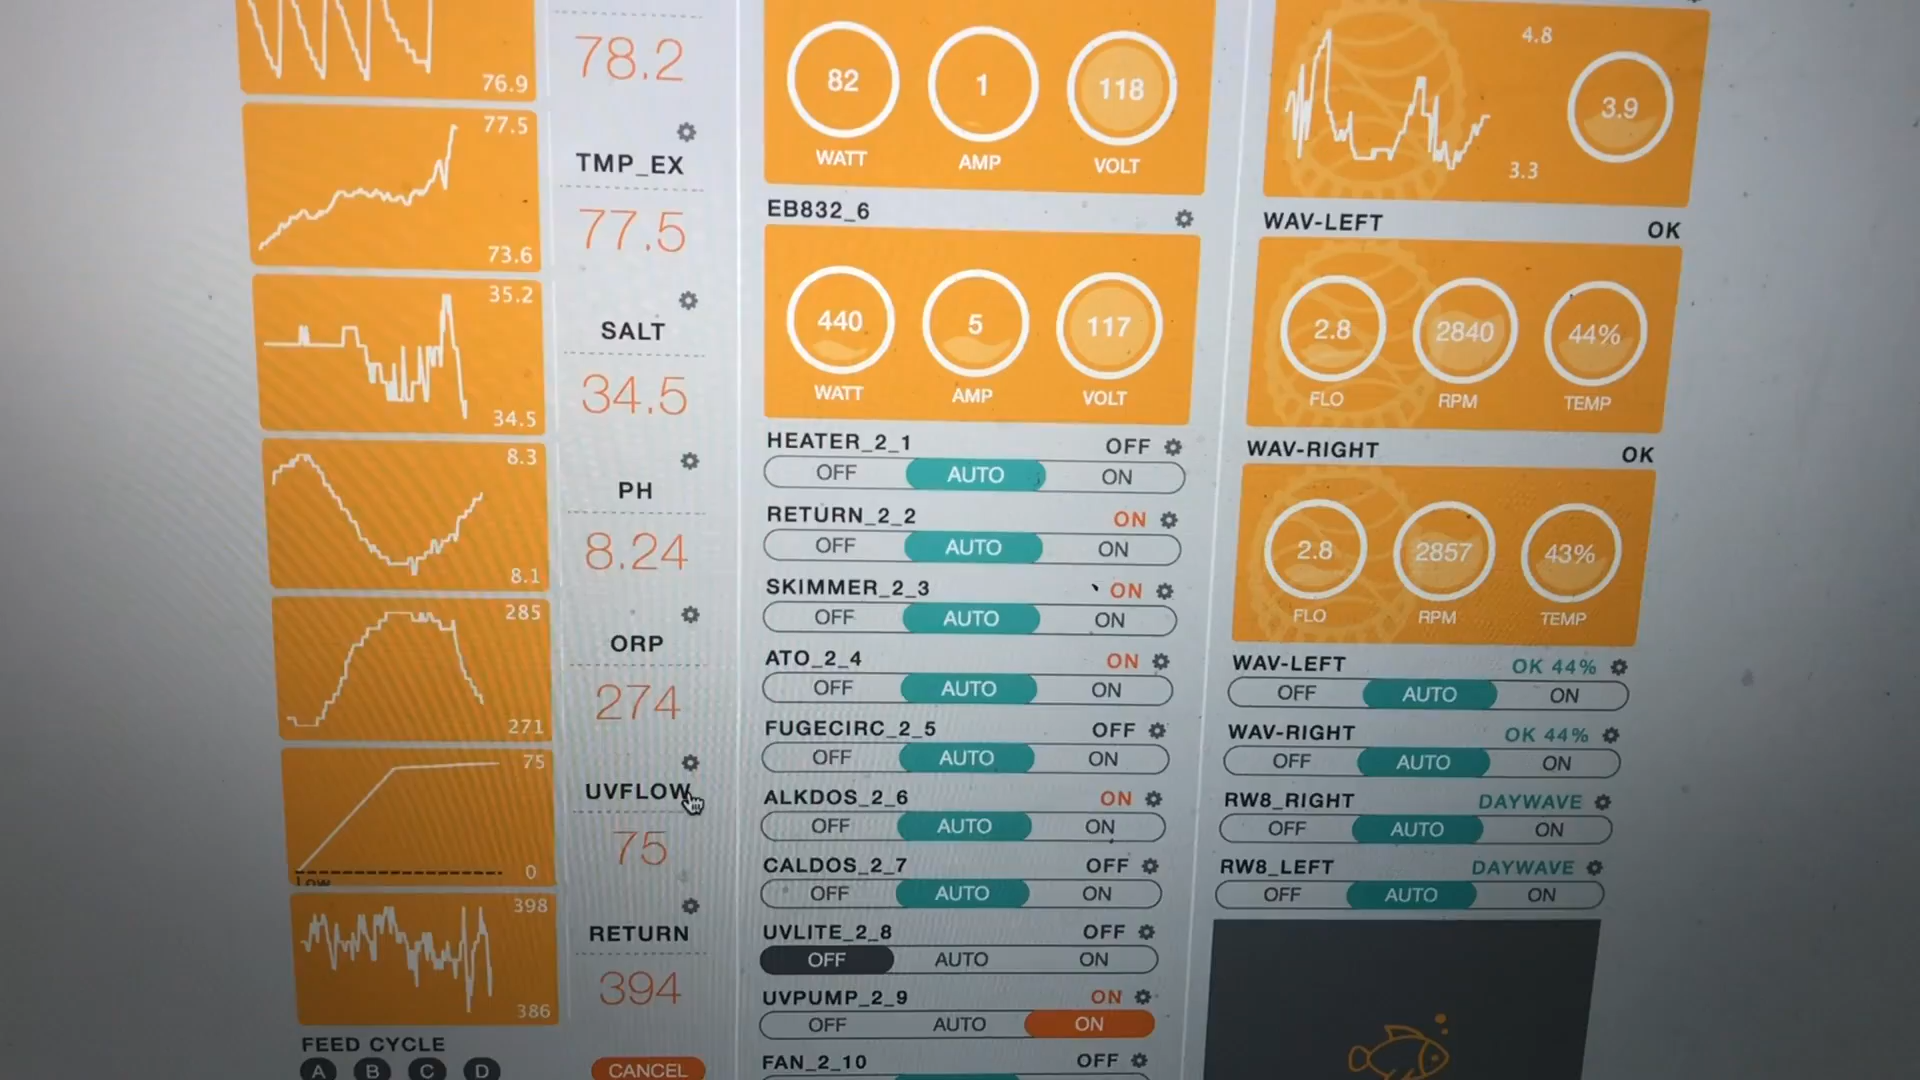 76.9
78.2
77.5
73.6
TMP_EX
77.5
35.2
34.5
SALT
34.5
8.3
8.1
PH
8.24
285
271
ORP
274
75
0
Low
UVFLOW
75
398
386
RETURN
394
FEED CYCLE
A B C D
CANCEL
82 1 118
WATT AMP VOLT
EB832_6
440 5 117
WATT AMP VOLT
HEATER_2_1 OFF
OFF AUTO ON
RETURN_2_2 ON
OFF AUTO ON
SKIMMER_2_3 ON
OFF AUTO ON
ATO_2_4 ON
OFF AUTO ON
FUGECIRC_2_5 OFF
OFF AUTO ON
ALKDOS_2_6 ON
OFF AUTO ON
CALDOS_2_7 OFF
OFF AUTO ON
UVLITE_2_8 OFF
OFF AUTO ON
UVPUMP_2_9 ON
OFF AUTO ON
FAN_2_10 OFF
4.8
3.9
3.3
WAV-LEFT OK
2.8 2840 44%
FLO RPM TEMP
WAV-RIGHT OK
2.8 2857 43%
FLO RPM TEMP
WAV-LEFT OK 44%
OFF AUTO ON
WAV-RIGHT OK 44%
OFF AUTO ON
RW8_RIGHT DAYWAVE
OFF AUTO ON
RW8_LEFT DAYWAVE
OFF AUTO ON